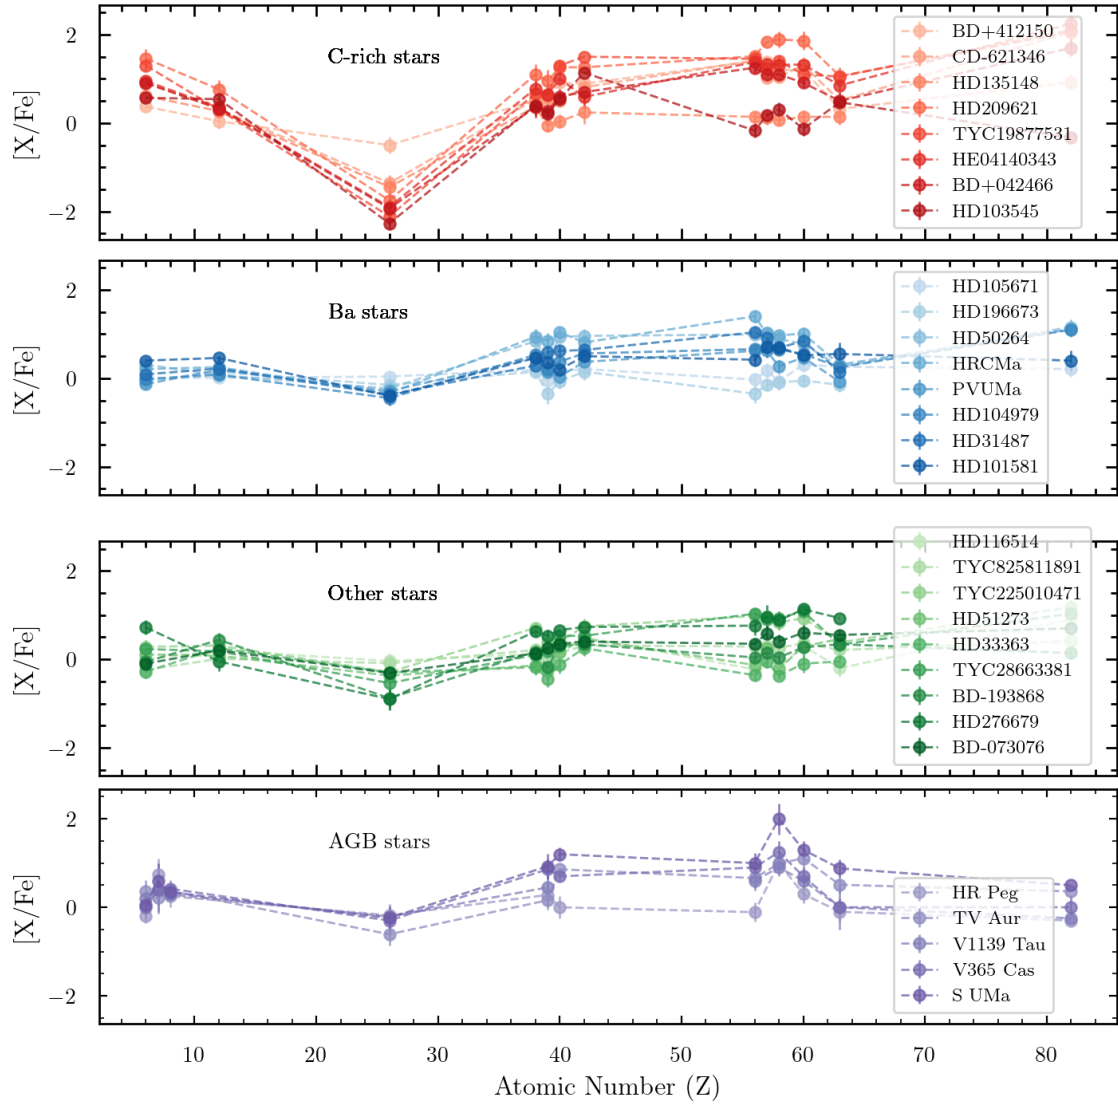 C-rich stars
[X/Fe]
2
0
−2
BD+412150
CD-621346
HD135148
HD209621
TYC19877531
HE04140343
BD+042466
HD103545
Ba stars
[X/Fe]
2
0
−2
HD105671
HD196673
HD50264
HRCMa
PVUMa
HD104979
HD31487
HD101581
Other stars
[X/Fe]
2
0
−2
HD116514
TYC825811891
TYC225010471
HD51273
HD33363
TYC28663381
BD-193868
HD276679
BD-073076
AGB stars
[X/Fe]
2
0
−2
HR Peg
TV Aur
V1139 Tau
V365 Cas
S UMa
10 20 30 40 50 60 70 80
Atomic Number (Z)